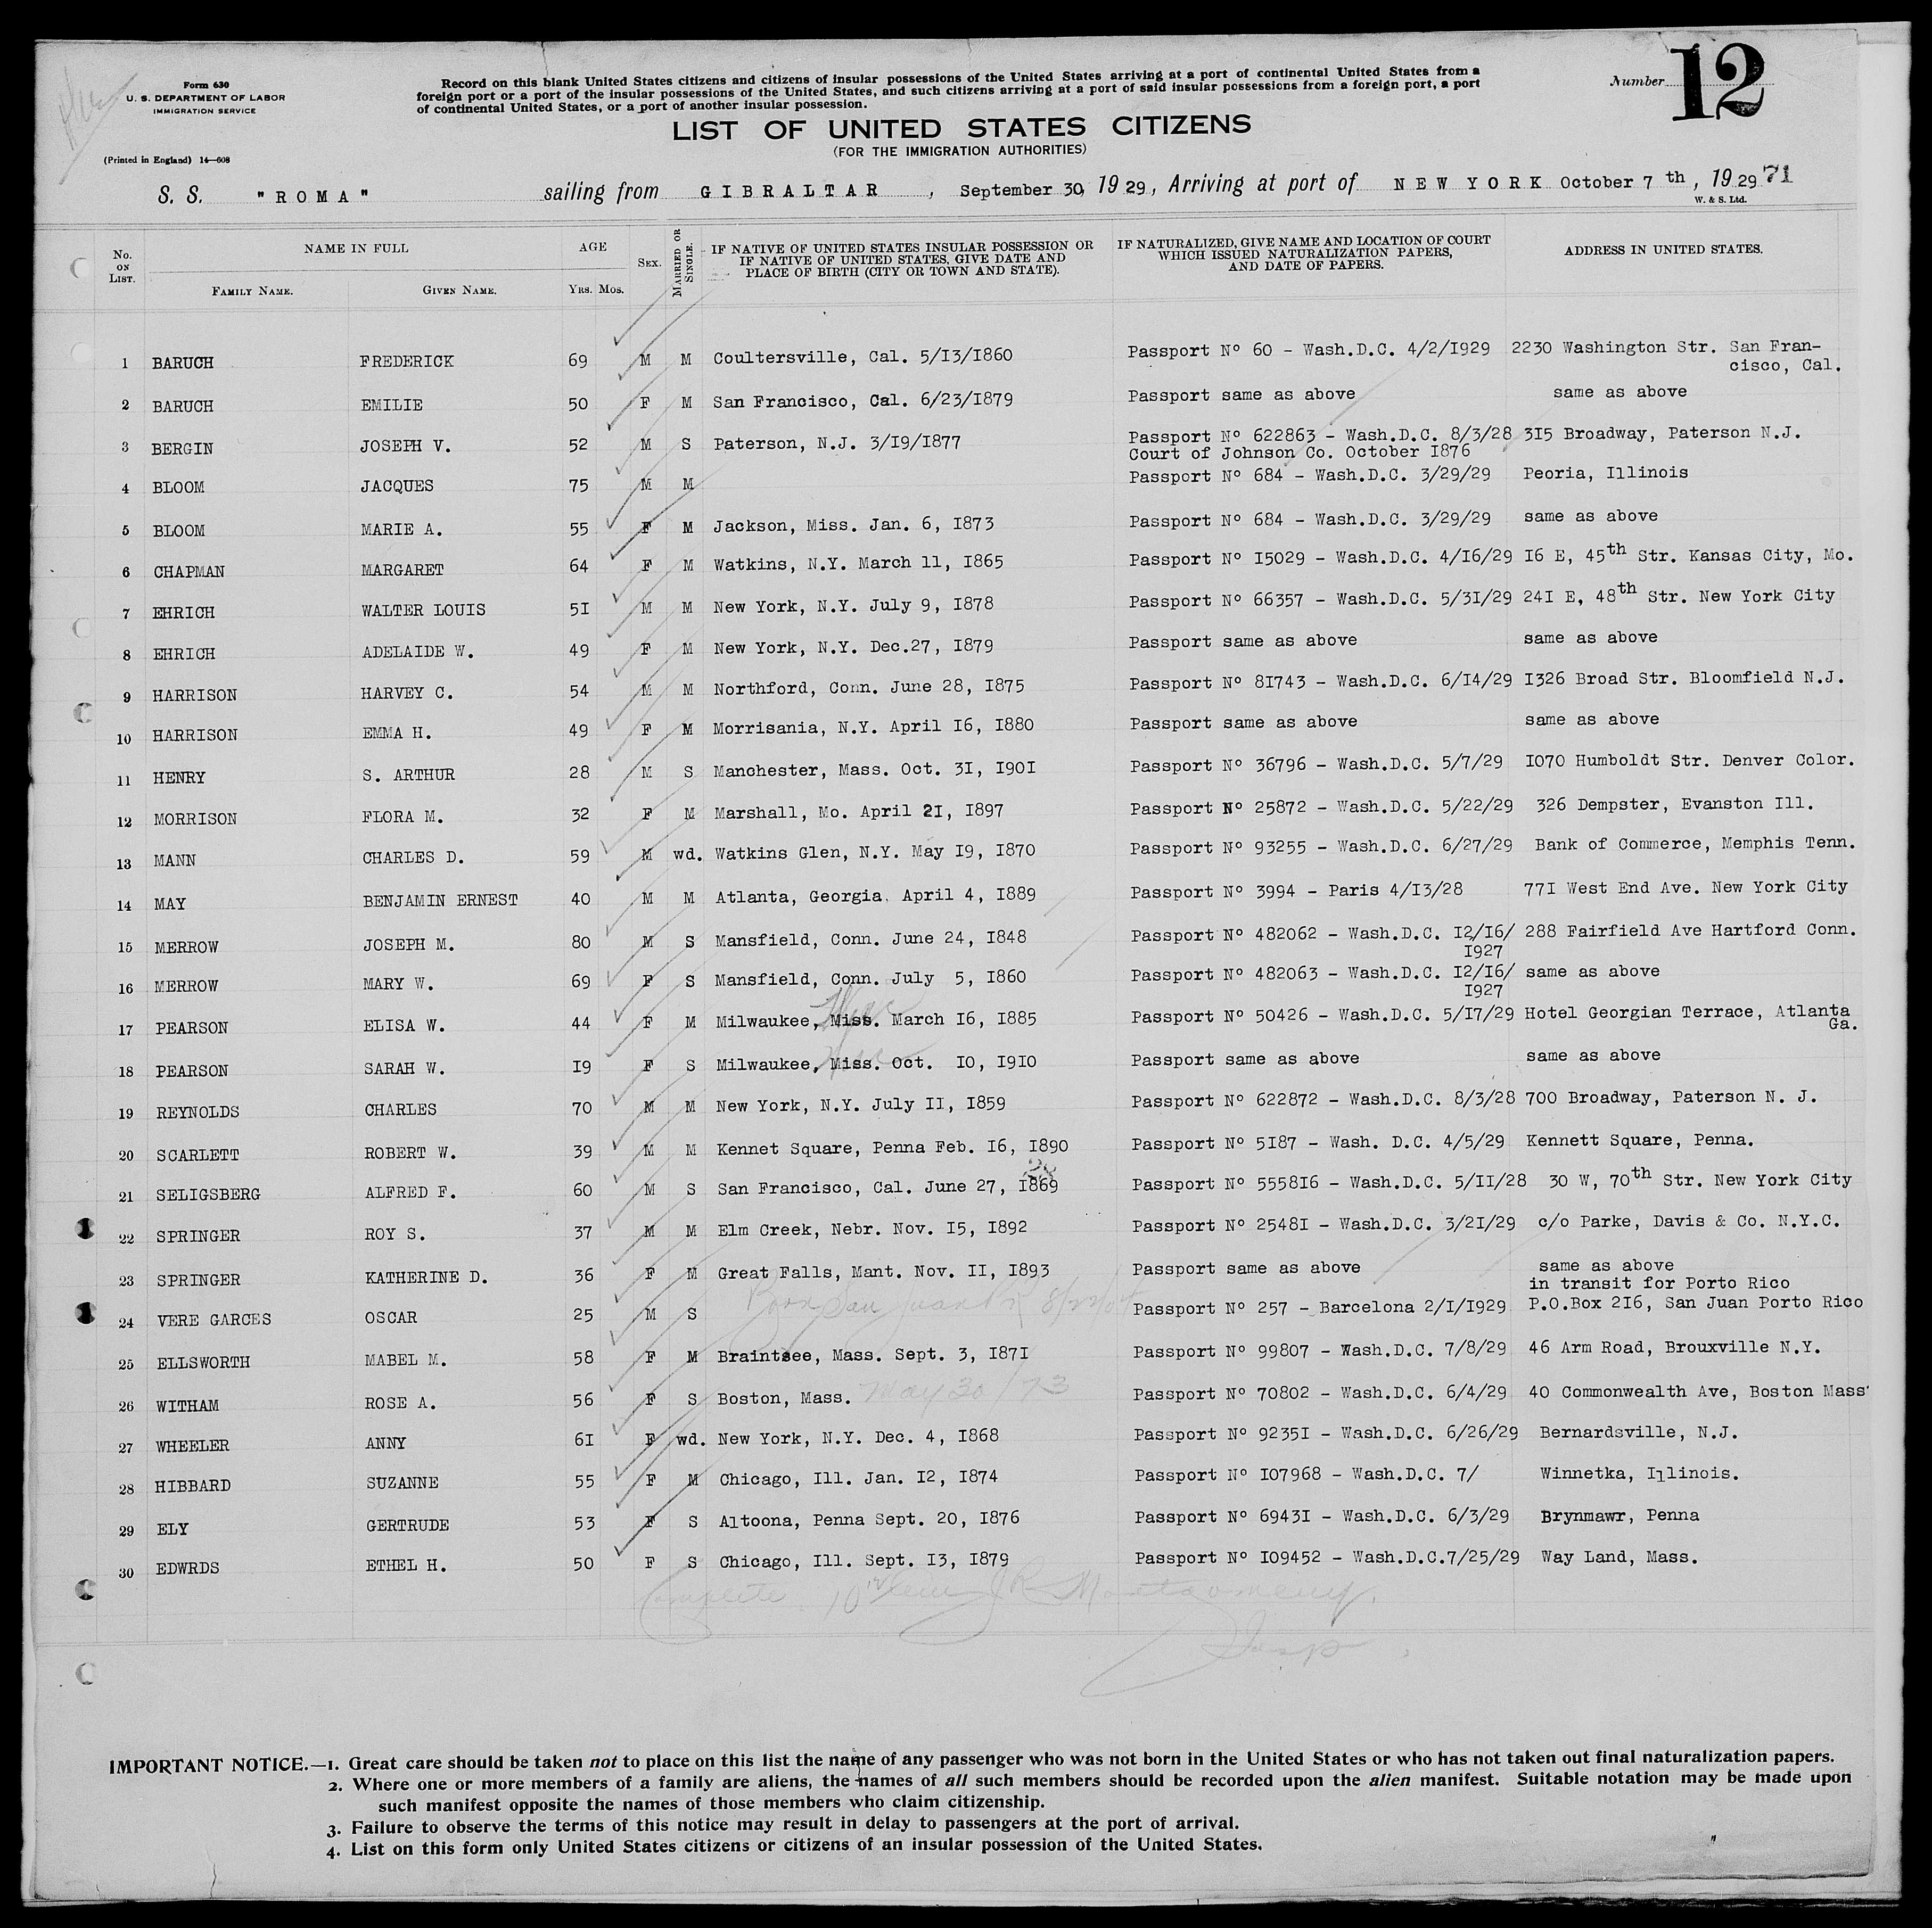 Form 630
U. S. DEPARTMENT OF LABOR
IMMIGRATION SERVICE
(Printed in England) 14—608
Record on this blank United States citizens and citizens of insular possessions of the United States arriving at a port of continental United States from a
foreign port or a port of the insular possessions of the United States, and such citizens arriving at a port of said insular possessions from a foreign port, a port
of continental United States, or a port of another insular possession.
Number 12
LIST OF UNITED STATES CITIZENS
(FOR THE IMMIGRATION AUTHORITIES)
S. S. "ROMA" sailing from GIBRALTAR, September 30, 1929, Arriving at port of NEW YORK October 7 th, 1929 71
W. & S. Ltd.
No. ON LIST. NAME IN FULL AGE SEX. MARRIED OR SINGLE. IF NATIVE OF UNITED STATES INSULAR POSSESSION OR IF NATIVE OF UNITED STATES, GIVE DATE AND PLACE OF BIRTH (CITY OR TOWN AND STATE). IF NATURALIZED, GIVE NAME AND LOCATION OF COURT WHICH ISSUED NATURALIZATION PAPERS, AND DATE OF PAPERS. ADDRESS IN UNITED STATES.
FAMILY NAME. GIVEN NAME. YRS. MOS.
1 BARUCH FREDERICK 69 M M Coultersville, Cal. 5/13/1860 Passport Nº 60 - Wash.D.C. 4/2/1929 2230 Washington Str. San Fran-
cisco, Cal.
2 BARUCH EMILIE 50 F M San Francisco, Cal. 6/23/1879 Passport same as above same as above
3 BERGIN JOSEPH V. 52 M S Paterson, N.J. 3/19/1877 Passport Nº 622863 - Wash.D.C. 8/3/28 315 Broadway, Paterson N.J.
Court of Johnson Co. October 1876
4 BLOOM JACQUES 75 M M Passport Nº 684 - Wash.D.C. 3/29/29 Peoria, Illinois
5 BLOOM MARIE A. 55 F M Jackson, Miss. Jan. 6, 1873 Passport Nº 684 - Wash.D.C. 3/29/29 same as above
6 CHAPMAN MARGARET 64 F M Watkins, N.Y. March 11, 1865 Passport Nº 15029 - Wash.D.C. 4/16/29 16 E, 45th Str. Kansas City, Mo.
7 EHRICH WALTER LOUIS 51 M M New York, N.Y. July 9, 1878 Passport Nº 66357 - Wash.D.C. 5/31/29 241 E, 48th Str. New York City
8 EHRICH ADELAIDE W. 49 F M New York, N.Y. Dec.27, 1879 Passport same as above same as above
9 HARRISON HARVEY C. 54 M M Northford, Conn. June 28, 1875 Passport Nº 81743 - Wash.D.C. 6/14/29 1326 Broad Str. Bloomfield N.J.
10 HARRISON EMMA H. 49 F M Morrisania, N.Y. April 16, 1880 Passport same as above same as above
11 HENRY S. ARTHUR 28 M S Manchester, Mass. Oct. 31, 1901 Passport Nº 36796 - Wash.D.C. 5/7/29 1070 Humboldt Str. Denver Color.
12 MORRISON FLORA M. 32 F M Marshall, Mo. April 21, 1897 Passport Nº 25872 - Wash.D.C. 5/22/29 326 Dempster, Evanston Ill.
13 MANN CHARLES D. 59 M wd. Watkins Glen, N.Y. May 19, 1870 Passport Nº 93255 - Wash.D.C. 6/27/29 Bank of Commerce, Memphis Tenn.
14 MAY BENJAMIN ERNEST 40 M M Atlanta, Georgia. April 4, 1889 Passport Nº 3994 - Paris 4/13/28 771 West End Ave. New York City
15 MERROW JOSEPH M. 80 M S Mansfield, Conn. June 24, 1848 Passport Nº 482062 - Wash.D.C. 12/16/ 288 Fairfield Ave Hartford Conn.
1927
16 MERROW MARY W. 69 F S Mansfield, Conn. July 5, 1860 Passport Nº 482063 - Wash.D.C. 12/16/ same as above
1927
17 PEARSON ELISA W. 44 F M Milwaukee, Miss. March 16, 1885 Passport Nº 50426 - Wash.D.C. 5/17/29 Hotel Georgian Terrace, Atlanta
Ga.
18 PEARSON SARAH W. 19 F S Milwaukee, Miss. Oct. 10, 1910 Passport same as above same as above
19 REYNOLDS CHARLES 70 M M New York, N.Y. July 11, 1859 Passport Nº 622872 - Wash.D.C. 8/3/28 700 Broadway, Paterson N. J.
20 SCARLETT ROBERT W. 39 M M Kennet Square, Penna Feb. 16, 1890 Passport Nº 5187 - Wash. D.C. 4/5/29 Kennett Square, Penna.
21 SELIGSBERG ALFRED F. 60 M S San Francisco, Cal. June 27, 1869 Passport Nº 555816 - Wash.D.C. 5/11/28 30 W, 70th Str. New York City
22 SPRINGER ROY S. 37 M M Elm Creek, Nebr. Nov. 15, 1892 Passport Nº 25481 - Wash.D.C. 3/21/29 c/o Parke, Davis & Co. N.Y.C.
23 SPRINGER KATHERINE D. 36 F M Great Falls, Mant. Nov. 11, 1893 Passport same as above same as above
in transit for Porto Rico
24 VERE GARCES OSCAR 25 M S Born San Juan PR Passport Nº 257 - Barcelona 2/1/1929 P.O.Box 216, San Juan Porto Rico
25 ELLSWORTH MABEL M. 58 F M Braintsee, Mass. Sept. 3, 1871 Passport Nº 99807 - Wash.D.C. 7/8/29 46 Arm Road, Brouxville N.Y.
26 WITHAM ROSE A. 56 F S Boston, Mass. May 30/73 Passport Nº 70802 - Wash.D.C. 6/4/29 40 Commonwealth Ave, Boston Mass
27 WHEELER ANNY 61 F wd. New York, N.Y. Dec. 4, 1868 Passport Nº 92351 - Wash.D.C. 6/26/29 Bernardsville, N.J.
28 HIBBARD SUZANNE 55 F M Chicago, Ill. Jan. 12, 1874 Passport Nº 107968 - Wash.D.C. 7/ Winnetka, Illinois.
29 ELY GERTRUDE 53 F S Altoona, Penna Sept. 20, 1876 Passport Nº 69431 - Wash.D.C. 6/3/29 Brynmawr, Penna
30 EDWRDS ETHEL H. 50 F S Chicago, Ill. Sept. 13, 1879 Passport Nº 109452 - Wash.D.C.7/25/29 Way Land, Mass.
Complete JR Montgomery
Insp
IMPORTANT NOTICE.—1. Great care should be taken not to place on this list the name of any passenger who was not born in the United States or who has not taken out final naturalization papers.
2. Where one or more members of a family are aliens, the names of all such members should be recorded upon the alien manifest. Suitable notation may be made upon
such manifest opposite the names of those members who claim citizenship.
3. Failure to observe the terms of this notice may result in delay to passengers at the port of arrival.
4. List on this form only United States citizens or citizens of an insular possession of the United States.